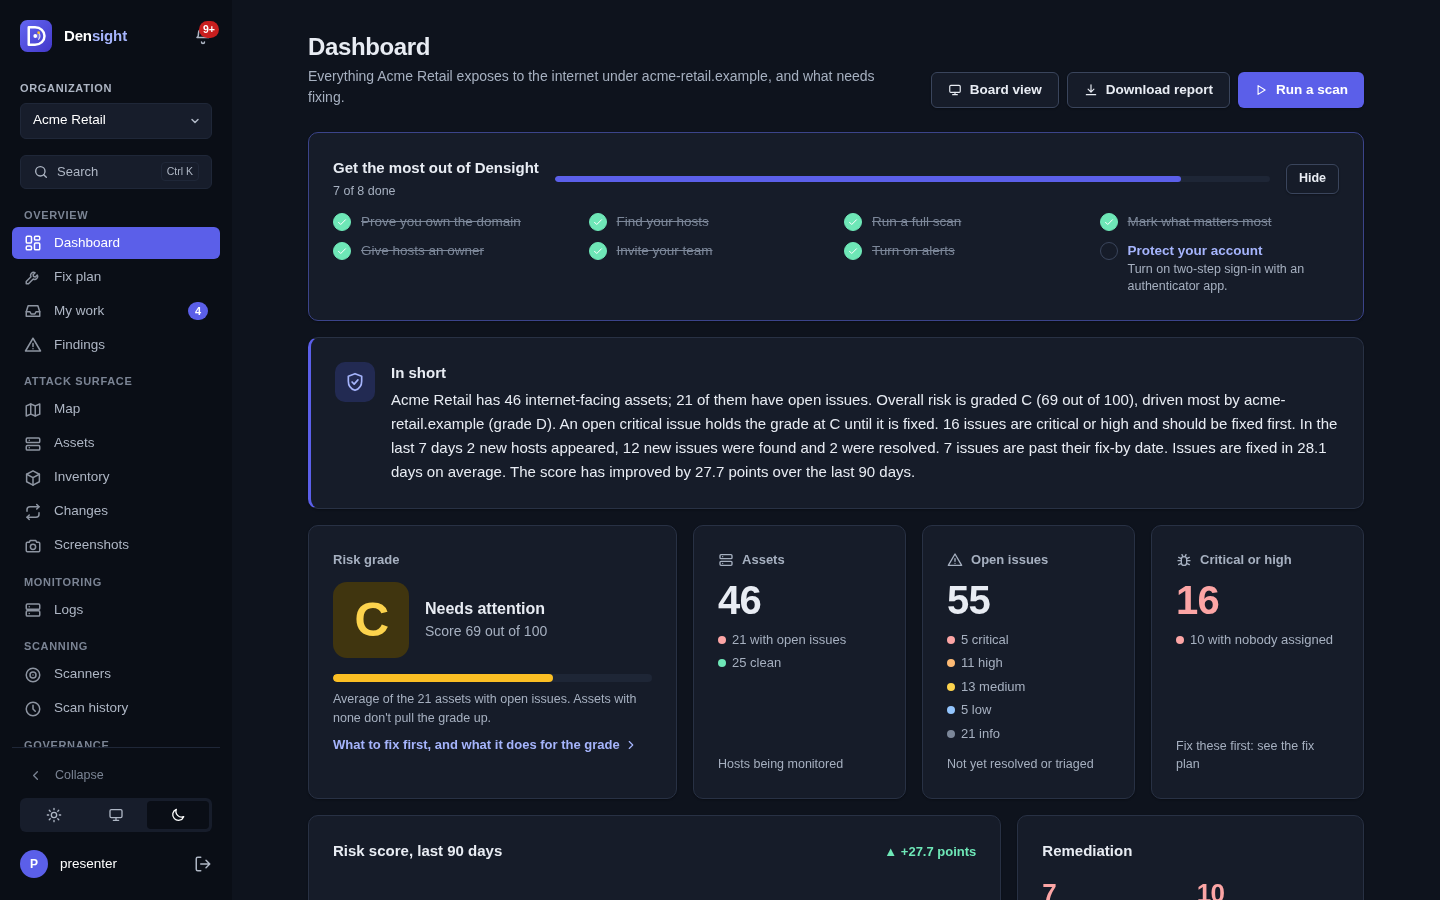 Densight
9+
ORGANIZATION
Acme Retail
Search
Ctrl K
OVERVIEW
Dashboard
Fix plan
My work
4
Findings
ATTACK SURFACE
Map
Assets
Inventory
Changes
Screenshots
MONITORING
Logs
SCANNING
Scanners
Scan history
GOVERNANCE
Collapse
P
presenter
Dashboard
Everything Acme Retail exposes to the internet under acme-retail.example, and what needs
fixing.
Board view
Download report
Run a scan
Get the most out of Densight
7 of 8 done
Hide
Prove you own the domain
Find your hosts
Run a full scan
Mark what matters most
Give hosts an owner
Invite your team
Turn on alerts
Protect your account
Turn on two-step sign-in with an
authenticator app.
In short
Acme Retail has 46 internet-facing assets; 21 of them have open issues. Overall risk is graded C (69 out of 100), driven most by acme-
retail.example (grade D). An open critical issue holds the grade at C until it is fixed. 16 issues are critical or high and should be fixed first. In the
last 7 days 2 new hosts appeared, 12 new issues were found and 2 were resolved. 7 issues are past their fix-by date. Issues are fixed in 28.1
days on average. The score has improved by 27.7 points over the last 90 days.
Risk grade
C
Needs attention
Score 69 out of 100
Average of the 21 assets with open issues. Assets with
none don't pull the grade up.
What to fix first, and what it does for the grade
Assets
46
21 with open issues
25 clean
Hosts being monitored
Open issues
55
5 critical
11 high
13 medium
5 low
21 info
Not yet resolved or triaged
Critical or high
16
10 with nobody assigned
Fix these first: see the fix
plan
Risk score, last 90 days
▲ +27.7 points
Remediation
7
10